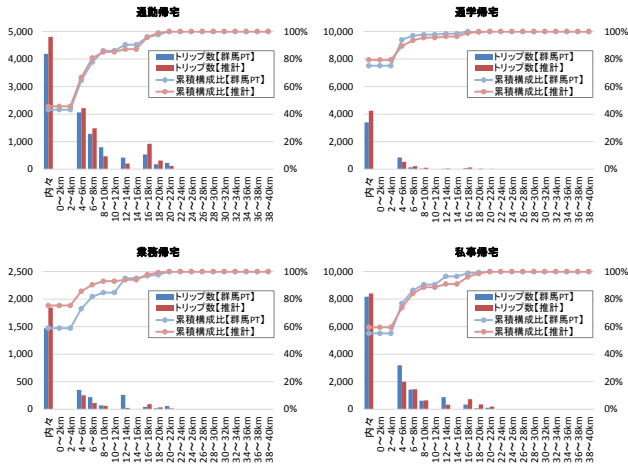 通勤帰宅
5,000
4,000
3,000
2,000
1,000
0
100%
80%
60%
40%
20%
0%
トリップ数【群馬PT】
トリップ数【推計】
累積構成比【群馬PT】
累積構成比【推計】
内々
0～2km
2～4km
4～6km
6～8km
8～10km
10～12km
12～14km
14～16km
16～18km
18～20km
20～22km
22～24km
24～26km
26～28km
28～30km
30～32km
32～34km
34～36km
36～38km
38～40km
通学帰宅
10,000
8,000
6,000
4,000
2,000
0
100%
80%
60%
40%
20%
0%
トリップ数【群馬PT】
トリップ数【推計】
累積構成比【群馬PT】
累積構成比【推計】
内々
0～2km
2～4km
4～6km
6～8km
8～10km
10～12km
12～14km
14～16km
16～18km
18～20km
20～22km
22～24km
24～26km
26～28km
28～30km
30～32km
32～34km
34～36km
36～38km
38～40km
業務帰宅
2,500
2,000
1,500
1,000
500
0
100%
80%
60%
40%
20%
0%
トリップ数【群馬PT】
トリップ数【推計】
累積構成比【群馬PT】
累積構成比【推計】
内々
0～2km
2～4km
4～6km
6～8km
8～10km
10～12km
12～14km
14～16km
16～18km
18～20km
20～22km
22～24km
24～26km
26～28km
28～30km
30～32km
32～34km
34～36km
36～38km
38～40km
私事帰宅
10,000
8,000
6,000
4,000
2,000
0
100%
80%
60%
40%
20%
0%
トリップ数【群馬PT】
トリップ数【推計】
累積構成比【群馬PT】
累積構成比【推計】
内々
0～2km
2～4km
4～6km
6～8km
8～10km
10～12km
12～14km
14～16km
16～18km
18～20km
20～22km
22～24km
24～26km
26～28km
28～30km
30～32km
32～34km
34～36km
36～38km
38～40km